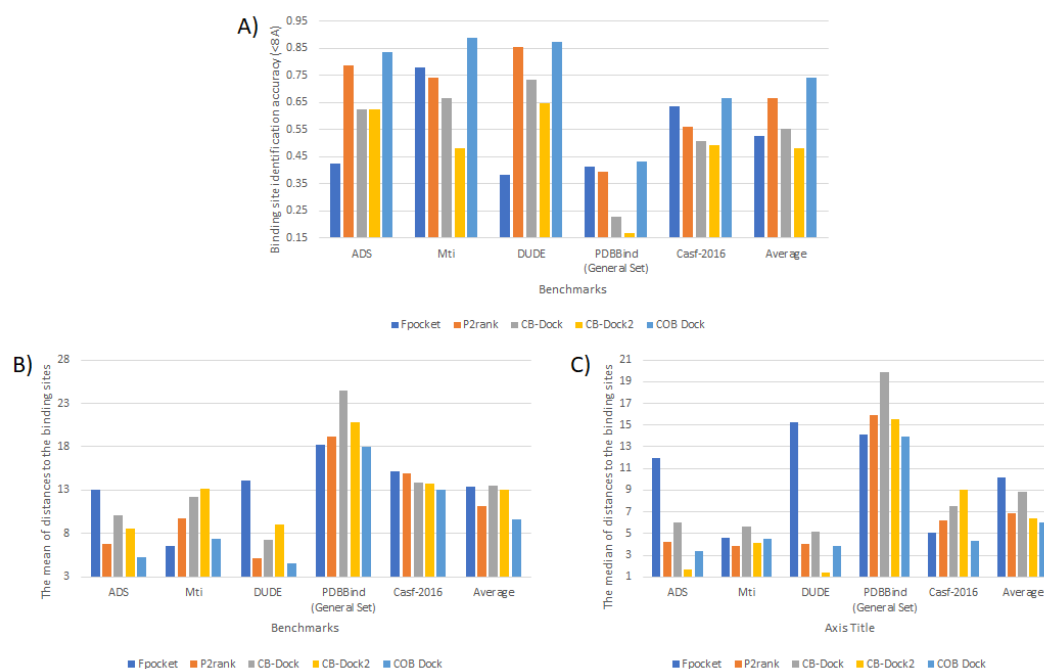 A)
Binding site identification accuracy (<8 A)
0.95
0.85
0.75
0.65
0.55
0.45
0.35
0.25
0.15
ADS Mti DUDE PDBBind Casf-2016 Average
(General Set)
Benchmarks
Fpocket P2rank CB-Dock CB-Dock2 COB Dock
B)
The mean of distances to the binding sites
28
23
18
13
8
3
ADS Mti DUDE PDBBind Casf-2016 Average
(General Set)
Benchmarks
Fpocket P2rank CB-Dock CB-Dock2 COB Dock
C)
The median of distances to the binding sites
21
19
17
15
13
11
9
7
5
3
1
ADS Mti DUDE PDBBind Casf-2016 Average
(General Set)
Axis Title
Fpocket P2rank CB-Dock CB-Dock2 COB Dock